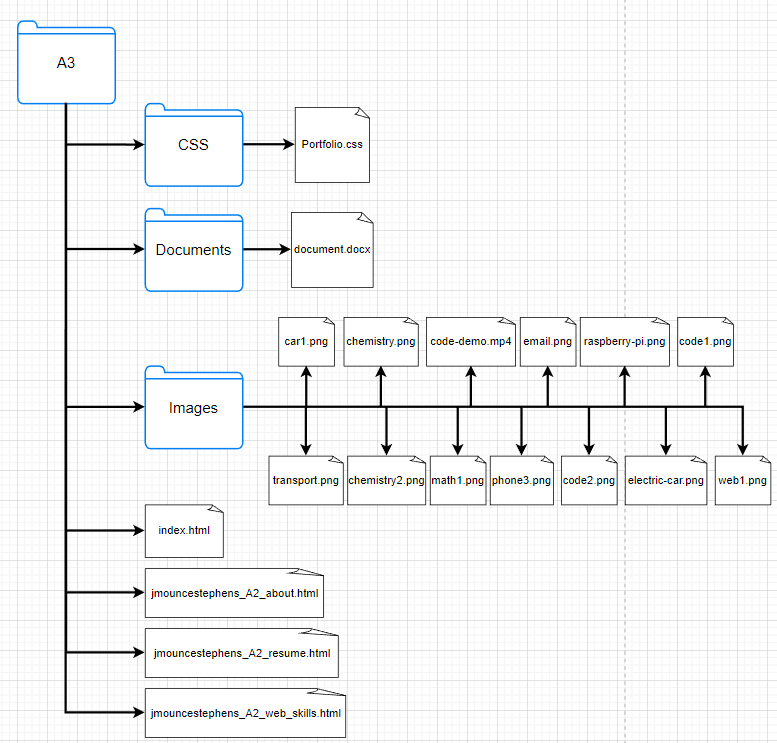 A3
CSS
Portfolio.css
Documents
document.docx
car1.png
chemistry.png
code-demo.mp4
email.png
raspberry-pi.png
code1.png
Images
transport.png
chemistry2.png
math1.png
phone3.png
code2.png
electric-car.png
web1.png
index.html
jmouncestephens_A2_about.html
jmouncestephens_A2_resume.html
jmouncestephens_A2_web_skills.html